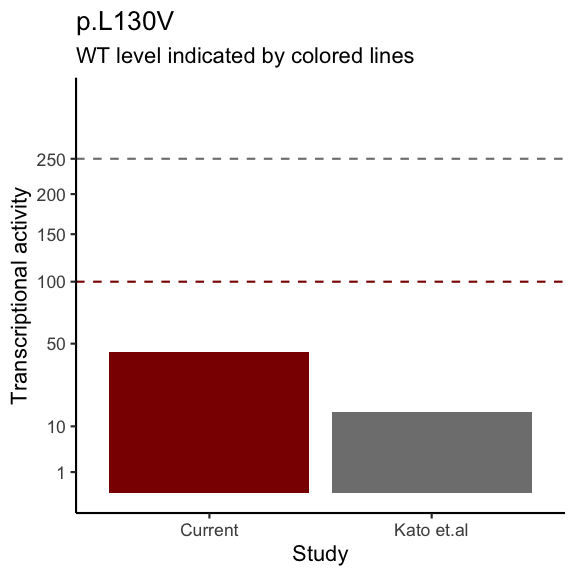 p.L130V
WT level indicated by colored lines
250
200
150
100
50
10
1
Transcriptional activity
Current
Kato et.al
Study